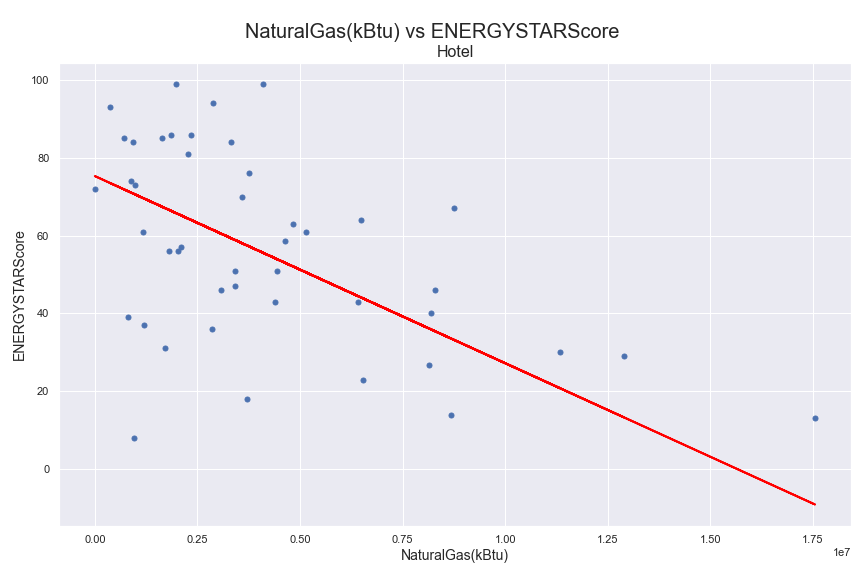 NaturalGas(kBtu) vs ENERGYSTARScore
Hotel
ENERGYSTARScore
100
80
60
40
20
0
0.00 0.25 0.50 0.75 1.00 1.25 1.50 1.75
1e7
NaturalGas(kBtu)